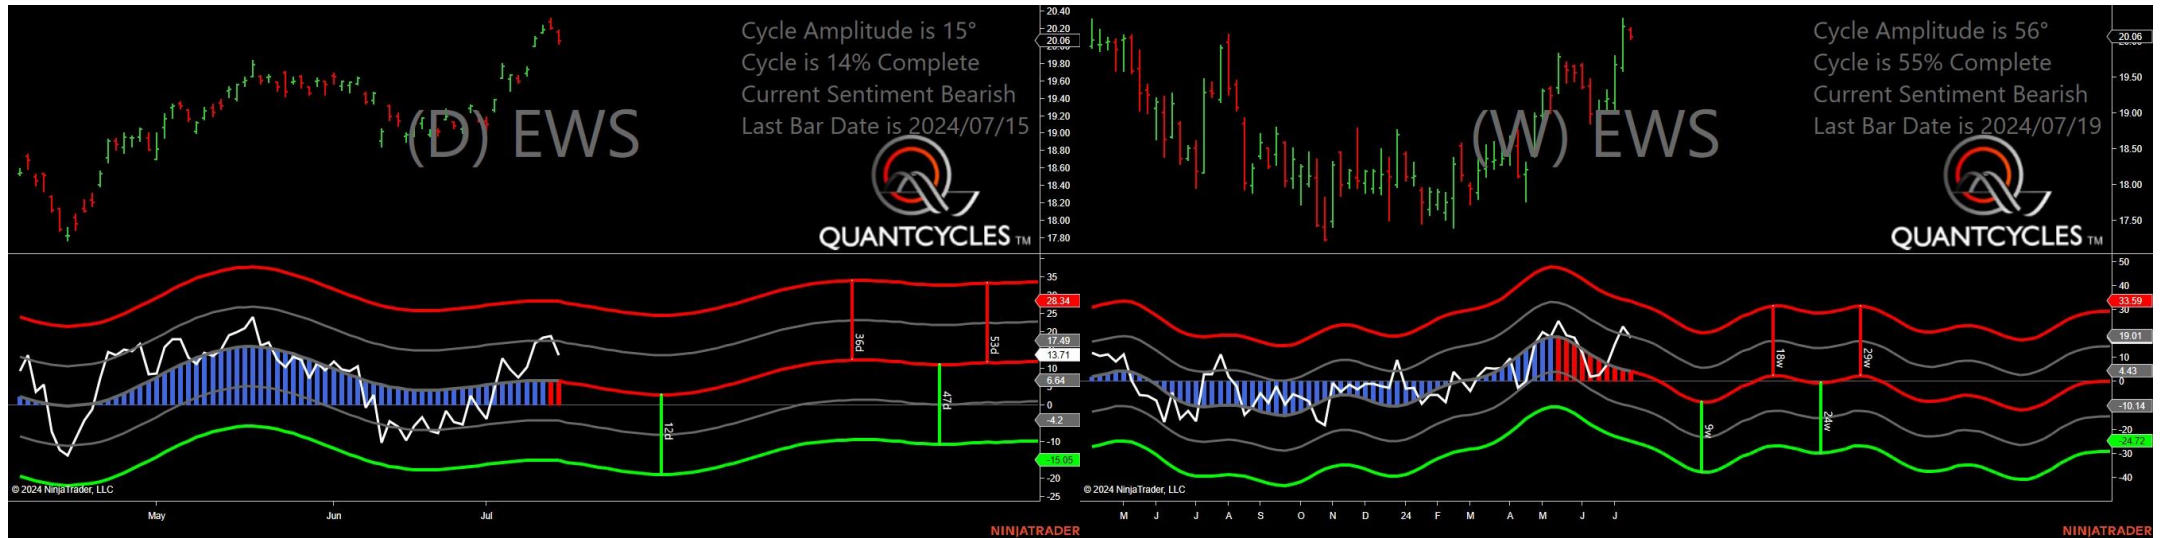 Cycle Amplitude is 15°
Cycle is 14% Complete
Current Sentiment Bearish
Last Bar Date is 2024/07/15
(D) EWS
QUANTCYCLES TM
20.40
20.20
20.06
19.80
19.60
19.40
19.20
19.00
18.80
18.60
18.40
18.20
18.00
17.80
35
28.34
25
20
17.49
13.71
10
6.64
0
-4.2
-10
-15.05
-20
-25
36d
53d
12d
47d
© 2024 NinjaTrader, LLC
May Jun Jul
NINJATRADER
Cycle Amplitude is 56°
Cycle is 55% Complete
Current Sentiment Bearish
Last Bar Date is 2024/07/19
(W) EWS
QUANTCYCLES TM
20.06
19.50
19.00
18.50
18.00
17.50
50
40
33.59
19.01
10
4.43
0
-10.14
-20
-24.72
-30
-40
18w
29w
9w
24w
© 2024 NinjaTrader, LLC
M J J A S O N D 24 F M A M J J
NINJATRADER